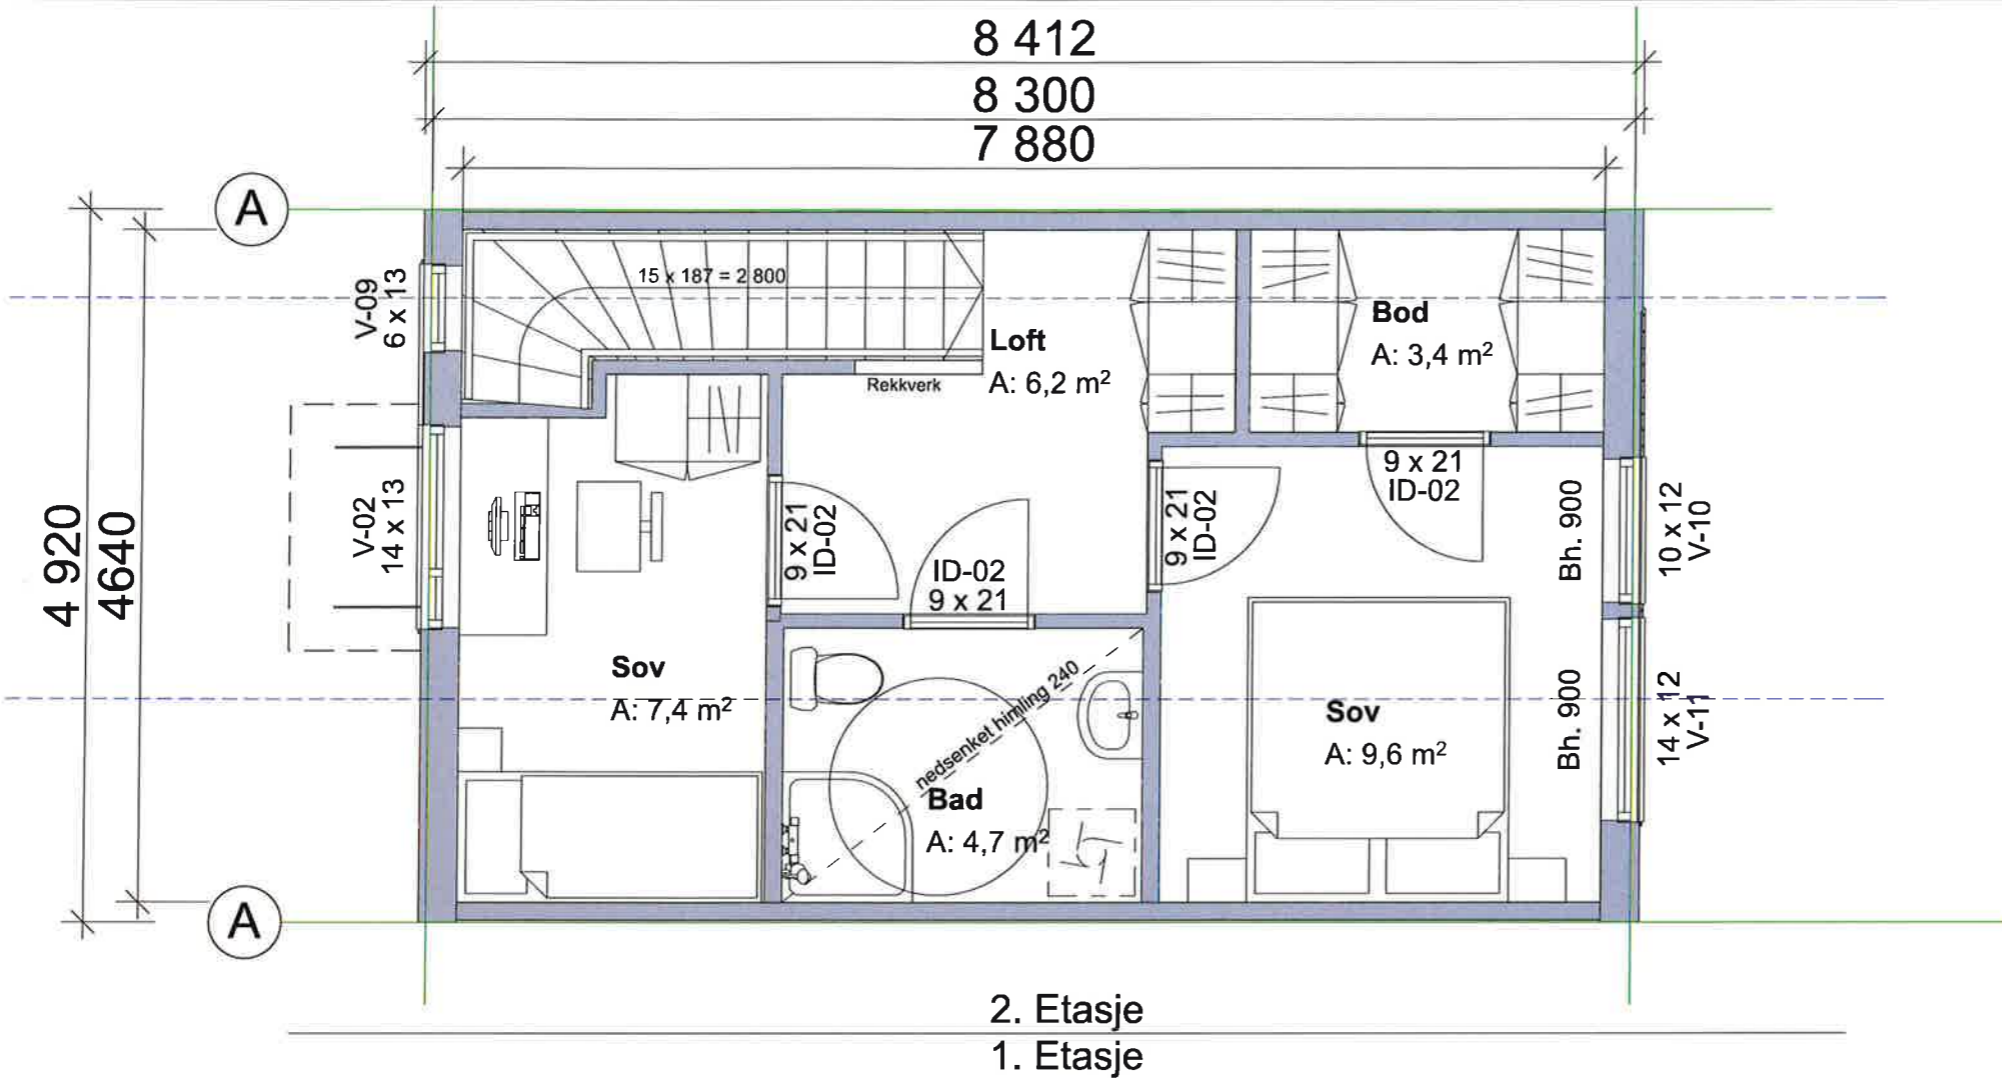 8 412
8 300
7 880
A
4 920
4640
V-09
6 x 13
15 x 187 = 2 800
Loft
A: 6,2 m²
Rekkverk
Bod
A: 3,4 m²
V-02
14 x 13
9 x 21
ID-02
ID-02
9 x 21
9 x 21
ID-02
9 x 21
ID-02
Bh. 900
10 x 12
V-10
Sov
A: 7,4 m²
nedsenket himling 240
Bad
A: 4,7 m²
Sov
A: 9,6 m²
Bh. 900
14 x 12
V-11
A
2. Etasje
1. Etasje